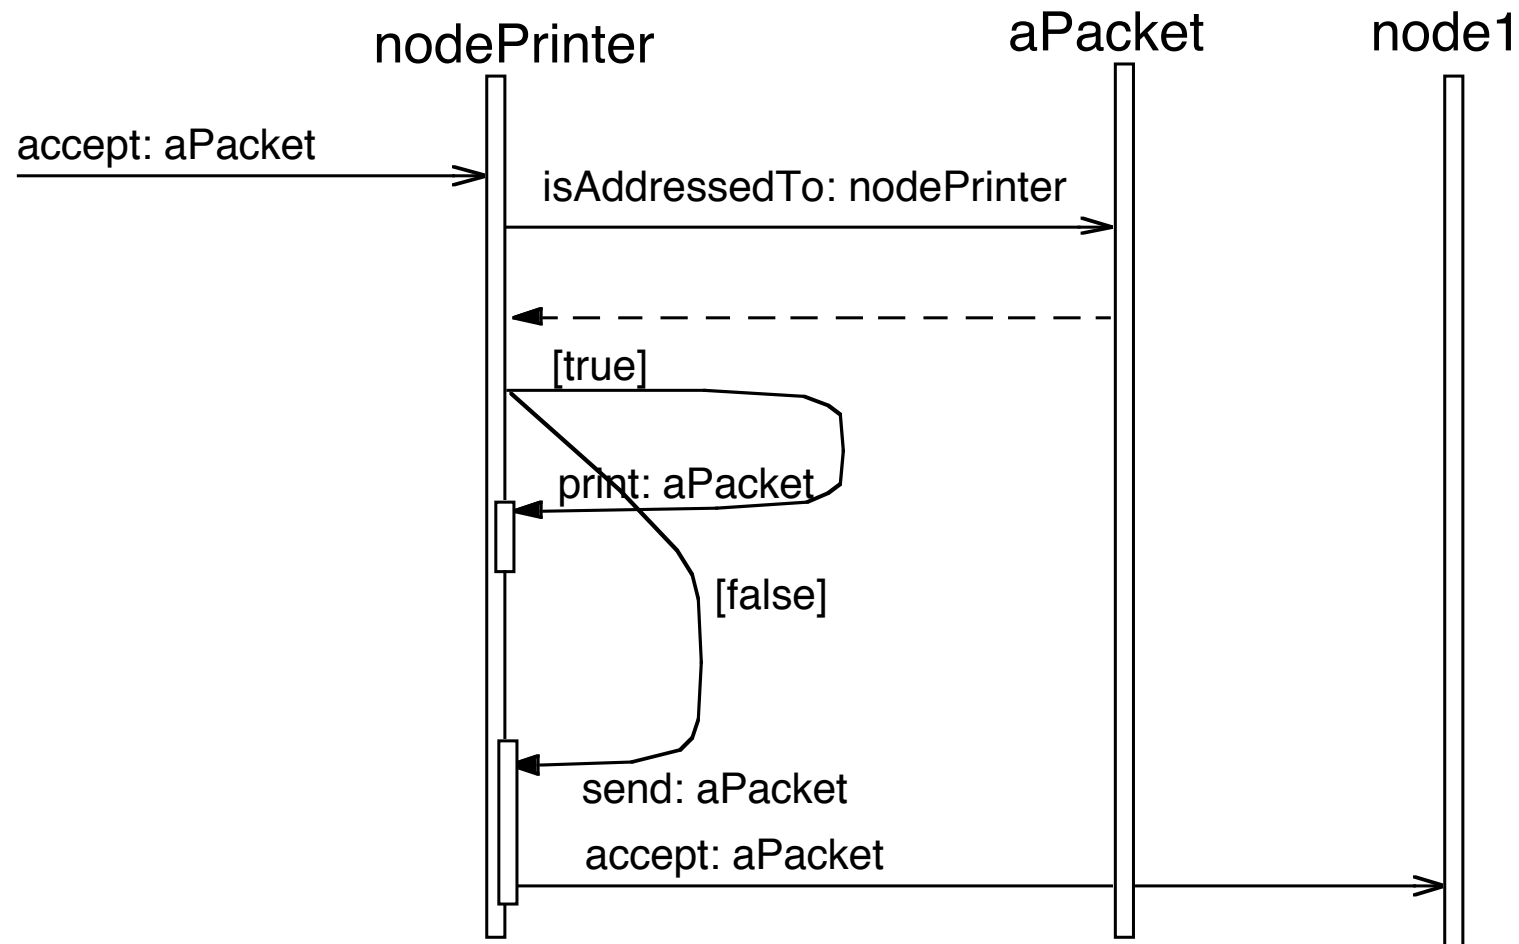 nodePrinter
aPacket
node1
accept: aPacket
isAddressedTo: nodePrinter
[true]
print: aPacket
[false]
send: aPacket
accept: aPacket